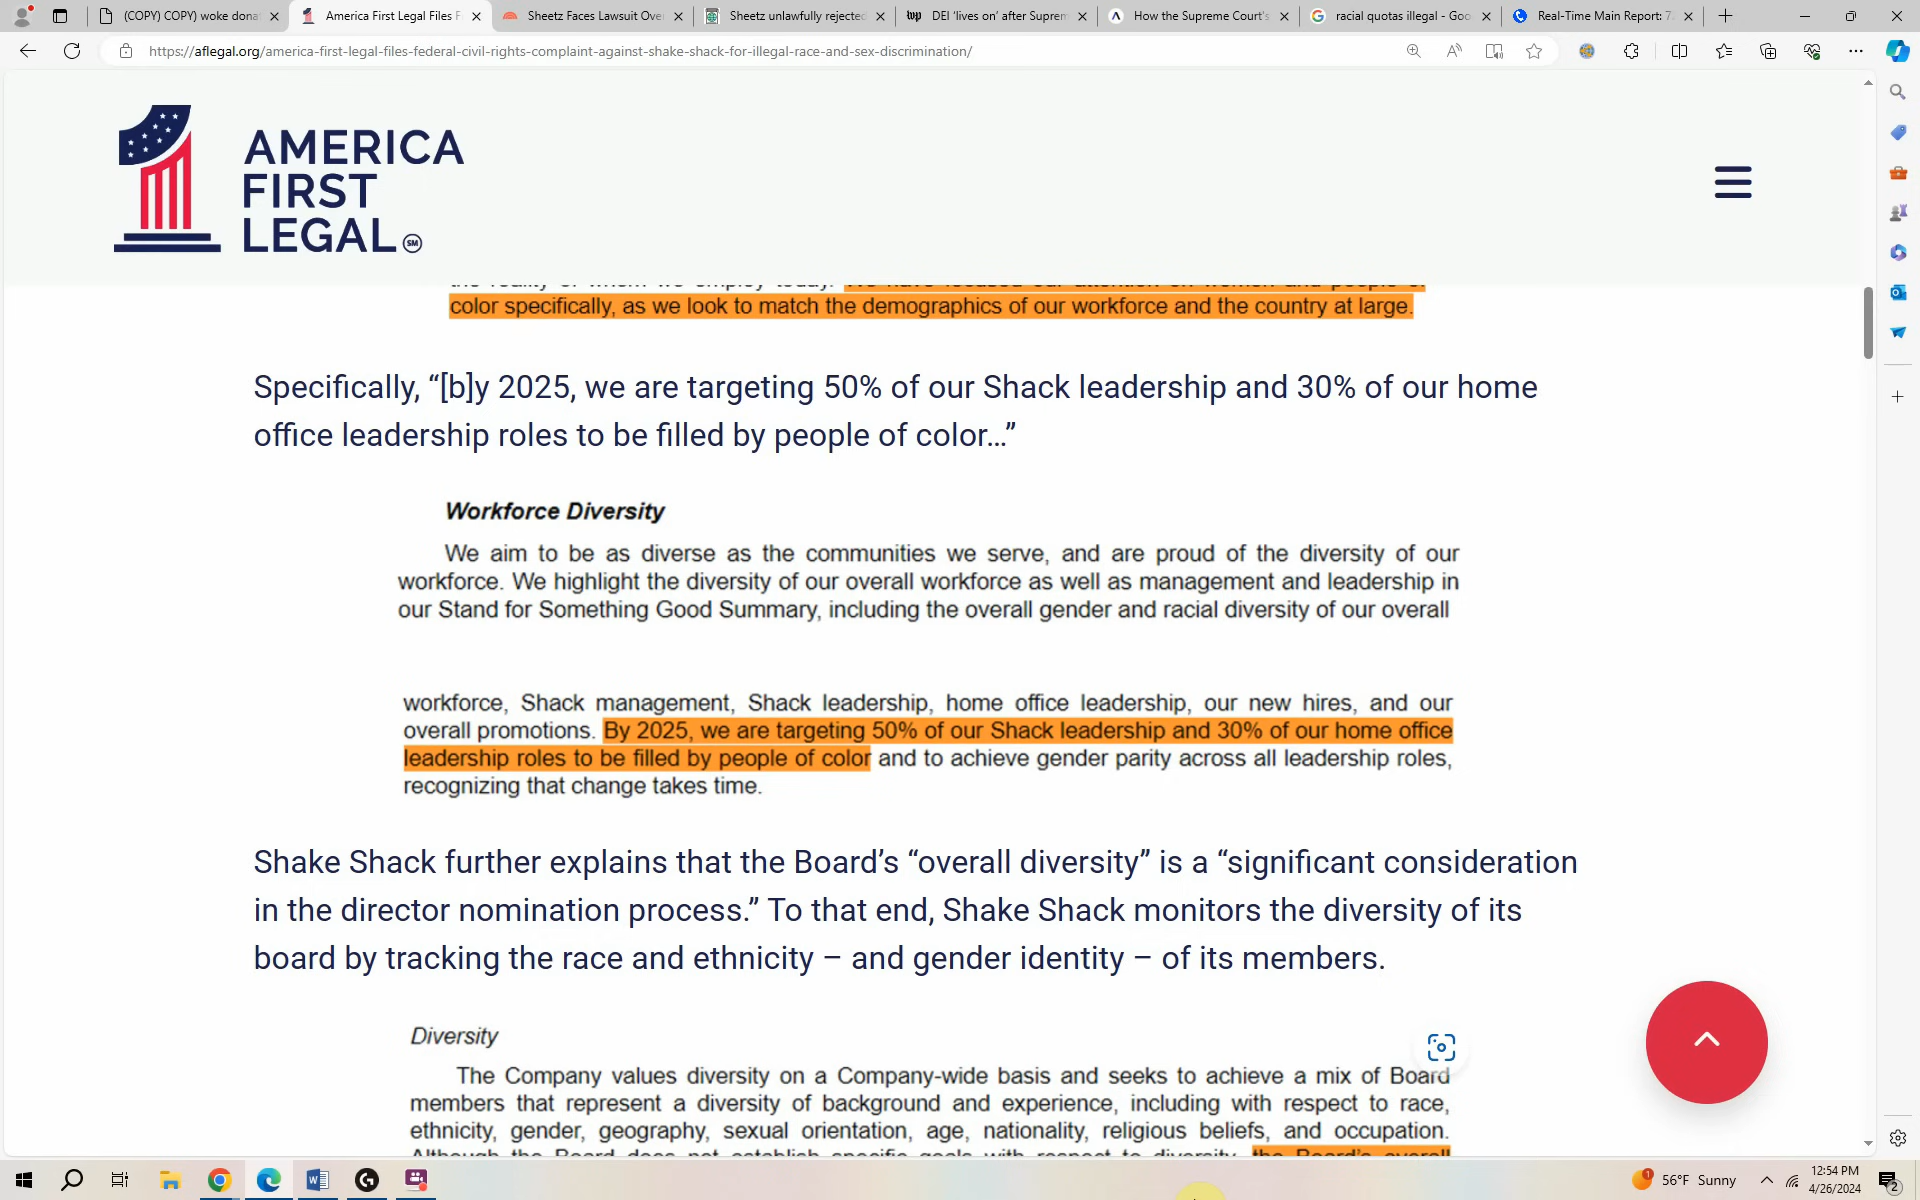 (COPY) COPY) woke dona
America First Legal Files F
Sheetz Faces Lawsuit Ove
Sheetz unlawfully rejected
DEI 'lives on' after Suprem
How the Supreme Court's
racial quotas illegal - Goo
Real-Time Main Report: 7
https://aflegal.org/america-first-legal-files-federal-civil-rights-complaint-against-shake-shack-for-illegal-race-and-sex-discrimination/
AMERICA
FIRST
LEGAL SM
color specifically, as we look to match the demographics of our workforce and the country at large.
Specifically, “[b]y 2025, we are targeting 50% of our Shack leadership and 30% of our home
office leadership roles to be filled by people of color…”
Workforce Diversity
We aim to be as diverse as the communities we serve, and are proud of the diversity of our
workforce. We highlight the diversity of our overall workforce as well as management and leadership in
our Stand for Something Good Summary, including the overall gender and racial diversity of our overall
workforce, Shack management, Shack leadership, home office leadership, our new hires, and our
overall promotions. By 2025, we are targeting 50% of our Shack leadership and 30% of our home office
leadership roles to be filled by people of color and to achieve gender parity across all leadership roles,
recognizing that change takes time.
Shake Shack further explains that the Board’s “overall diversity” is a “significant consideration
in the director nomination process.” To that end, Shake Shack monitors the diversity of its
board by tracking the race and ethnicity – and gender identity – of its members.
Diversity
The Company values diversity on a Company-wide basis and seeks to achieve a mix of Board
members that represent a diversity of background and experience, including with respect to race,
ethnicity, gender, geography, sexual orientation, age, nationality, religious beliefs, and occupation.
56°F Sunny
12:54 PM
4/26/2024